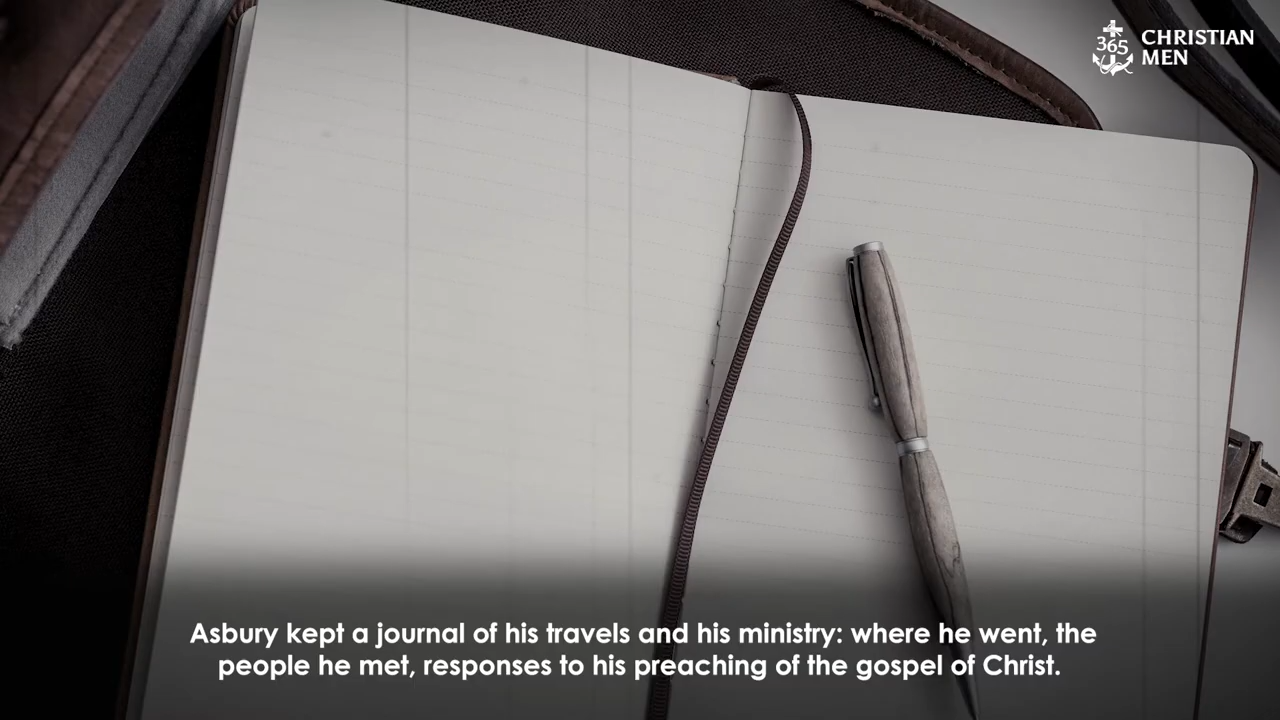 365
CHRISTIAN
MEN
Asbury kept a journal of his travels and his ministry: where he went, the
people he met, responses to his preaching of the gospel of Christ.